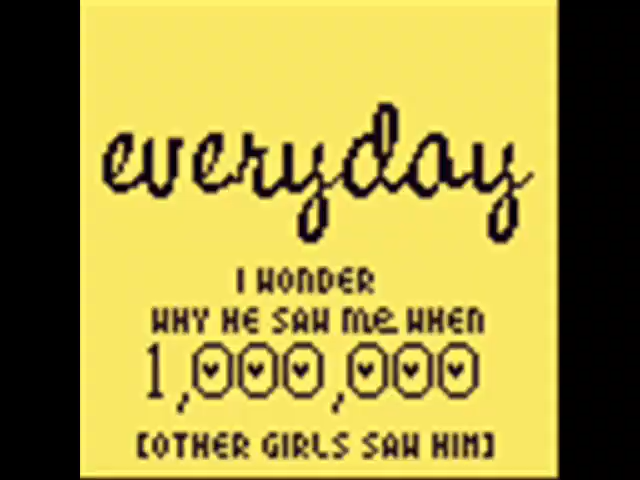 everyday
I WONDER
WHY HE SAW me WHEN
1,000,000
[OTHER GIRLS SAW HIM]